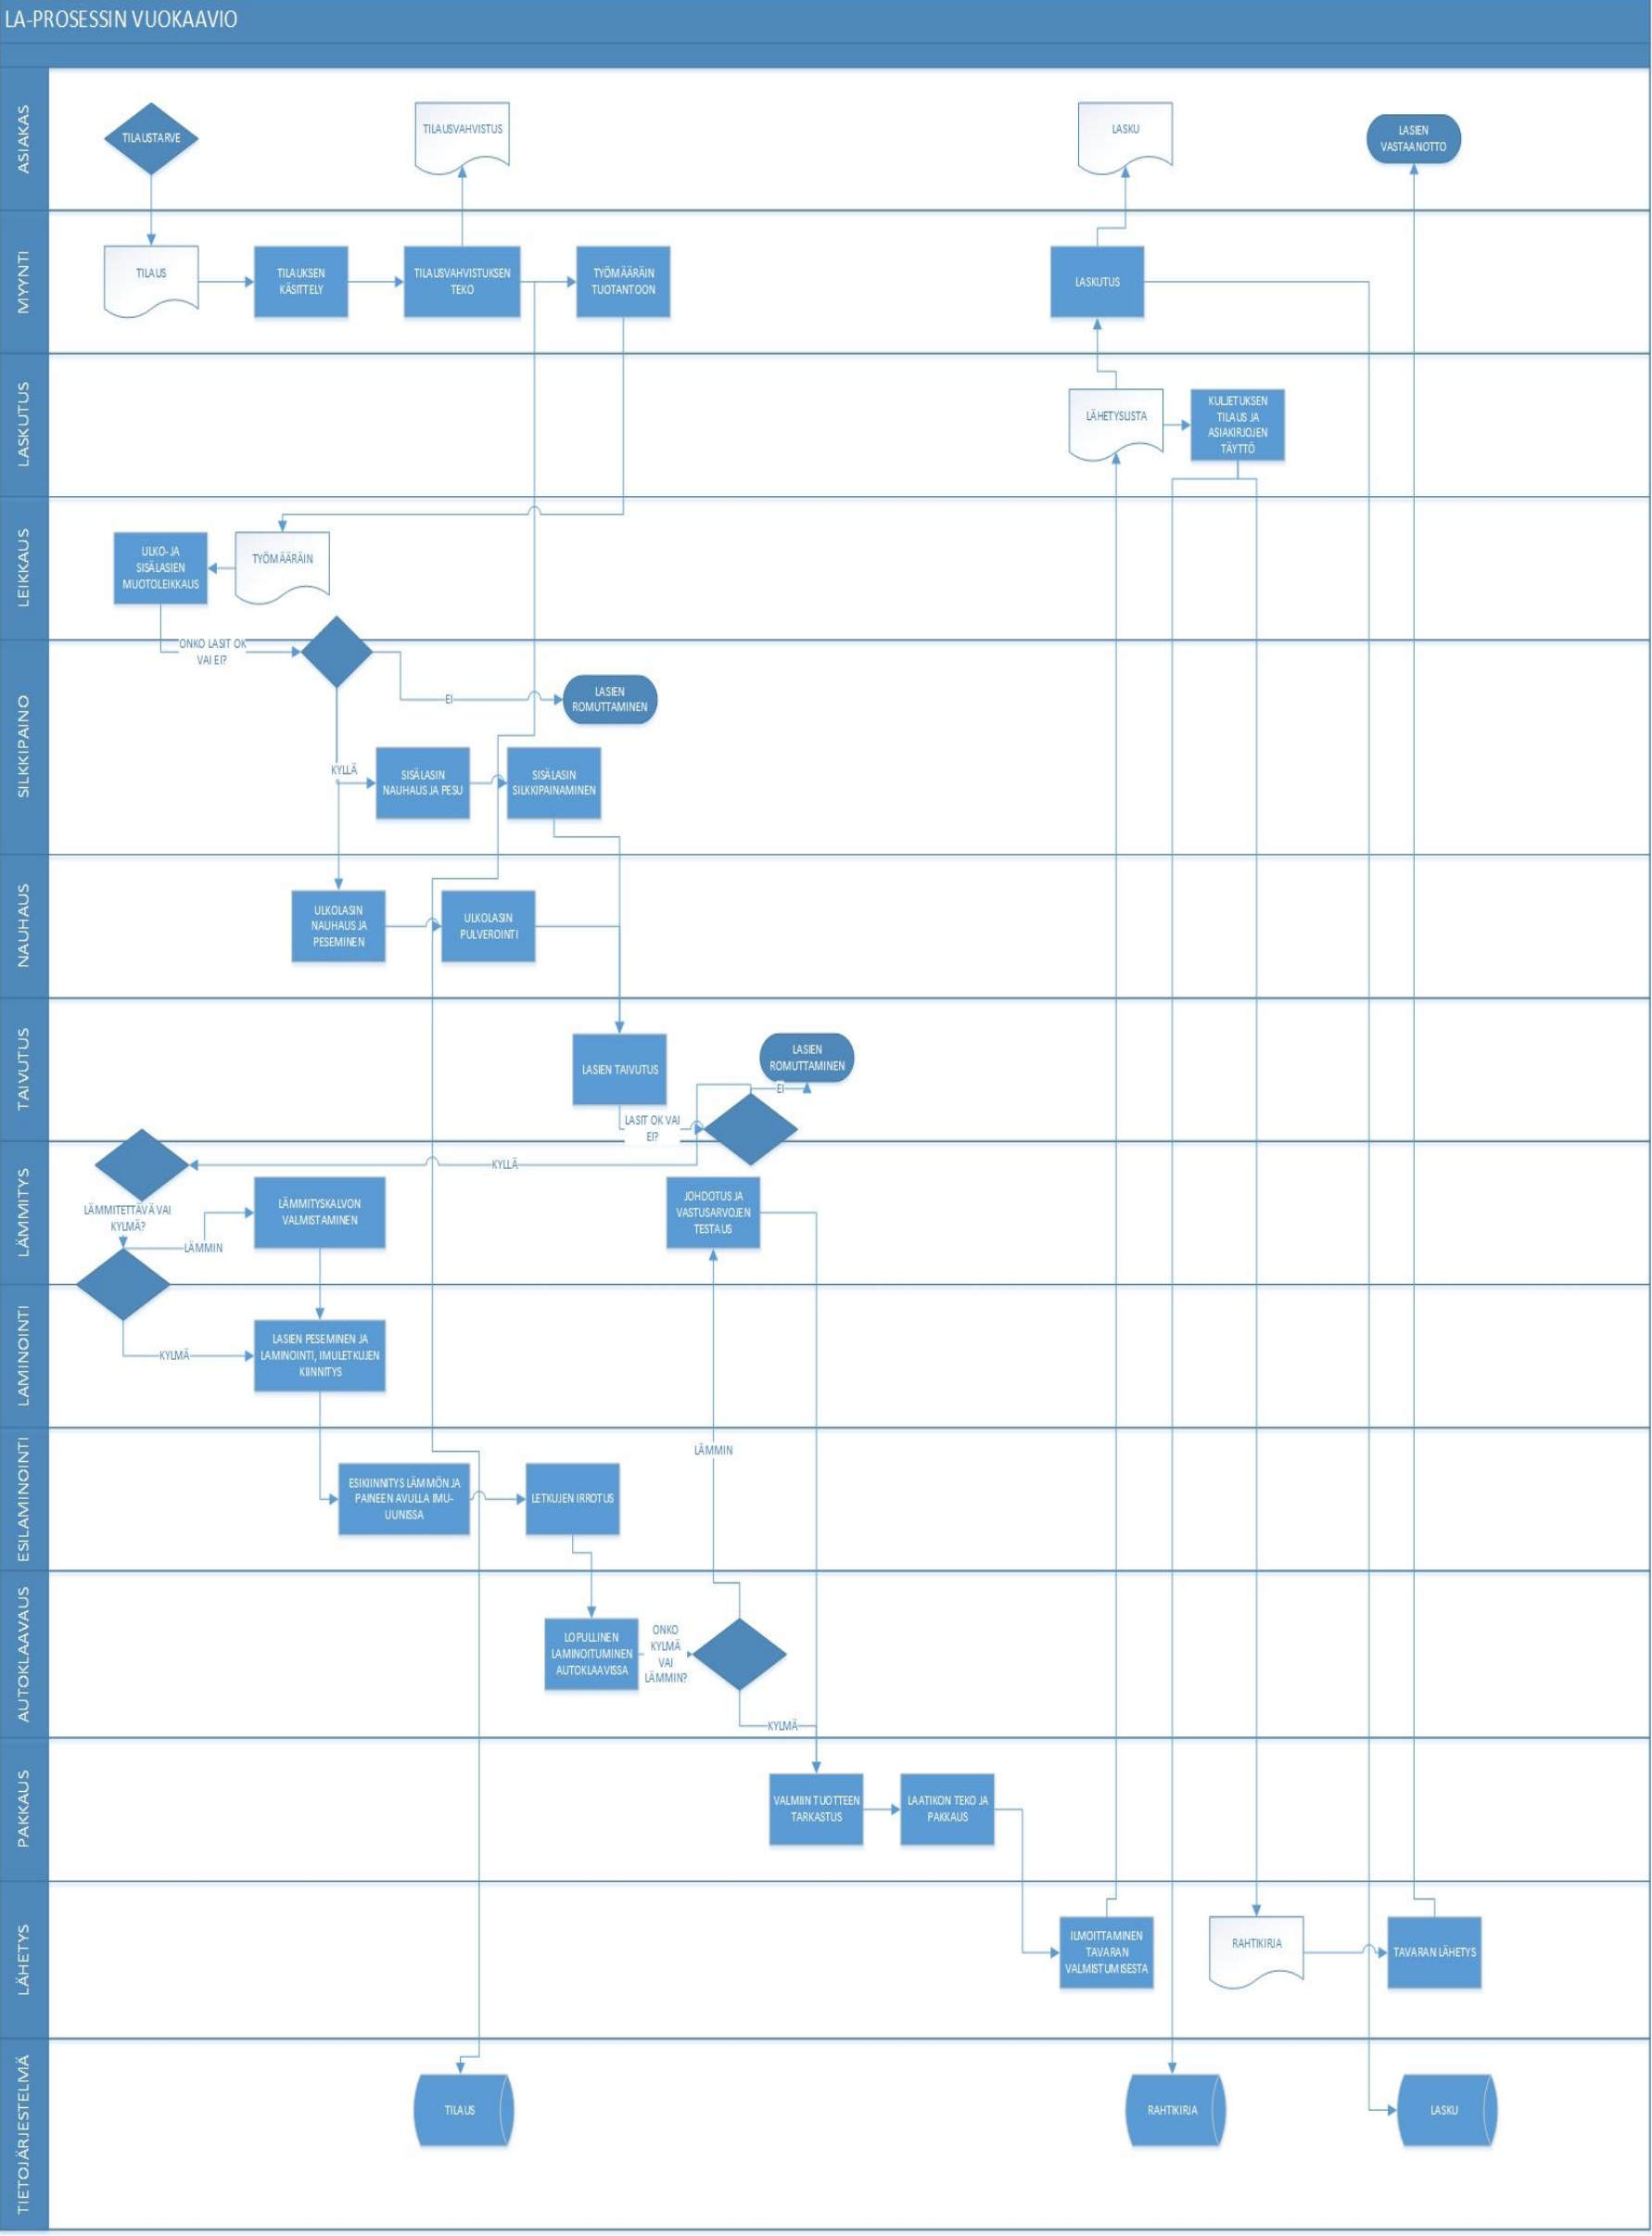 LA-PROSESSIN VUOKAAVIO
ASIAKAS
TILAUSTARVE
TILAUSVAHVISTUS
LASKU
LASIEN
VASTAANOTTO
MYYNTI
TILAUS
TILAUKSEN
KÄSITTELY
TILAUSVAHVISTUKSEN
TEKO
TYÖMÄÄRÄIN
TUOTANTOON
LASKUTUS
LASKUTUS
LÄHETYSLISTA
KULJETUKSEN
TILAUS JA
ASIAKIRJOJEN
TÄYTTÖ
LEIKKAUS
ULKO- JA
SISÄLASIEN
MUOTOLEIKKAUS
TYÖMÄÄRÄIN
SILKKIPAINO
ONKO LASIT OK
VAI EI?
EI
LASIEN
ROMUTTAMINEN
KYLLÄ
SISÄLASIN
NAUHAUS JA PESU
SISÄLASIN
SILKKIPAINAMINEN
NAUHAUS
ULKOLASIN
NAUHAUS JA
PESEMINEN
ULKOLASIN
PULVEROINTI
TAIVUTUS
LASIEN TAIVUTUS
LASIEN
ROMUTTAMINEN
EI
LASIT OK VAI
EI?
LÄMMITYS
KYLLÄ
LÄMMITETTÄVÄ VAI
KYLMÄ?
LÄMMIN
LÄMMITYSKALVON
VALMISTAMINEN
JOHDOTUS JA
VASTUSARVOJEN
TESTAUS
LAMINOINTI
KYLMÄ
LASIEN PESEMINEN JA
LAMINOINTI, IMULETKUJEN
KIINNITYS
ESILAMINOINTI
LÄMMIN
ESIKIINNITYS LÄMMÖN JA
PAINEEN AVULLA IMU-
UUNISSA
LETKUJEN IRROTUS
AUTOKLAAVAUS
LOPULLINEN
LAMINOITUMINEN
AUTOKLAAVISSA
ONKO
KYLMÄ
VAI
LÄMMIN?
KYLMÄ
PAKKAUS
VALMIIN TUOTTEEN
TARKASTUS
LAATIKON TEKO JA
PAKKAUS
LÄHETYS
ILMOITTAMINEN
TAVARAN
VALMISTUMISESTA
RAHTIKIRJA
TAVARAN LÄHETYS
TIETOJÄRJESTELMÄ
TILAUS
RAHTIKIRJA
LASKU